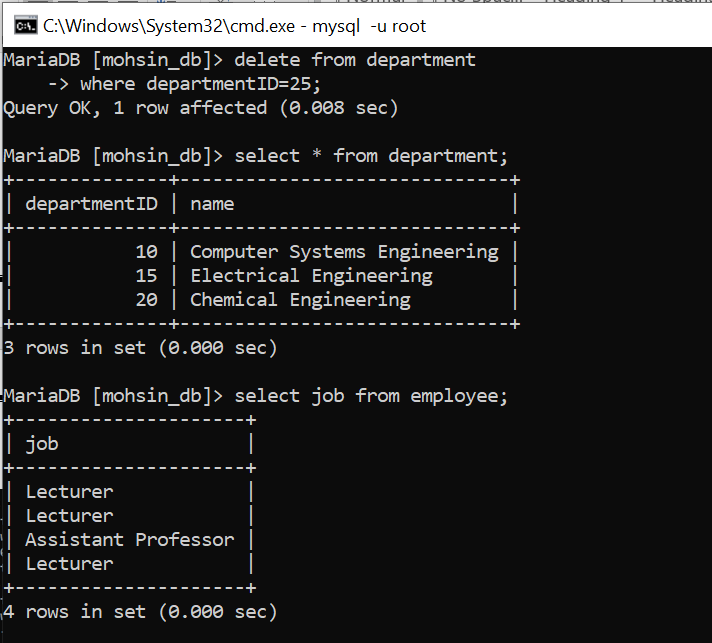 C:\Windows\System32\cmd.exe - mysql -u root
MariaDB [mohsin_db]> delete from department
    -> where departmentID=25;
Query OK, 1 row affected (0.008 sec)

MariaDB [mohsin_db]> select * from department;
+--------------+------------------------------+
| departmentID | name                         |
+--------------+------------------------------+
|           10 | Computer Systems Engineering |
|           15 | Electrical Engineering       |
|           20 | Chemical Engineering         |
+--------------+------------------------------+
3 rows in set (0.000 sec)

MariaDB [mohsin_db]> select job from employee;
+---------------------+
| job                 |
+---------------------+
| Lecturer            |
| Lecturer            |
| Assistant Professor |
| Lecturer            |
+---------------------+
4 rows in set (0.000 sec)